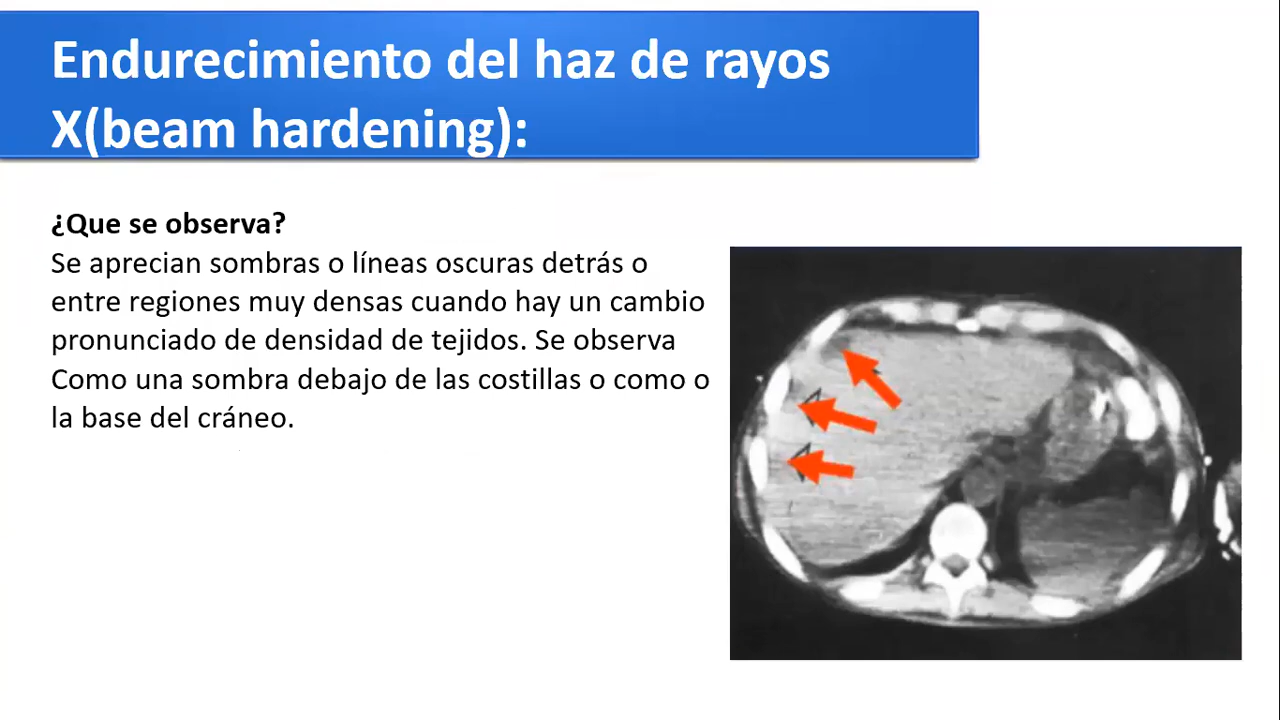 Endurecimiento del haz de rayos
X(beam hardening):
¿Que se observa?
Se aprecian sombras o líneas oscuras detrás o
entre regiones muy densas cuando hay un cambio
pronunciado de densidad de tejidos. Se observa
Como una sombra debajo de las costillas o como o
la base del cráneo.